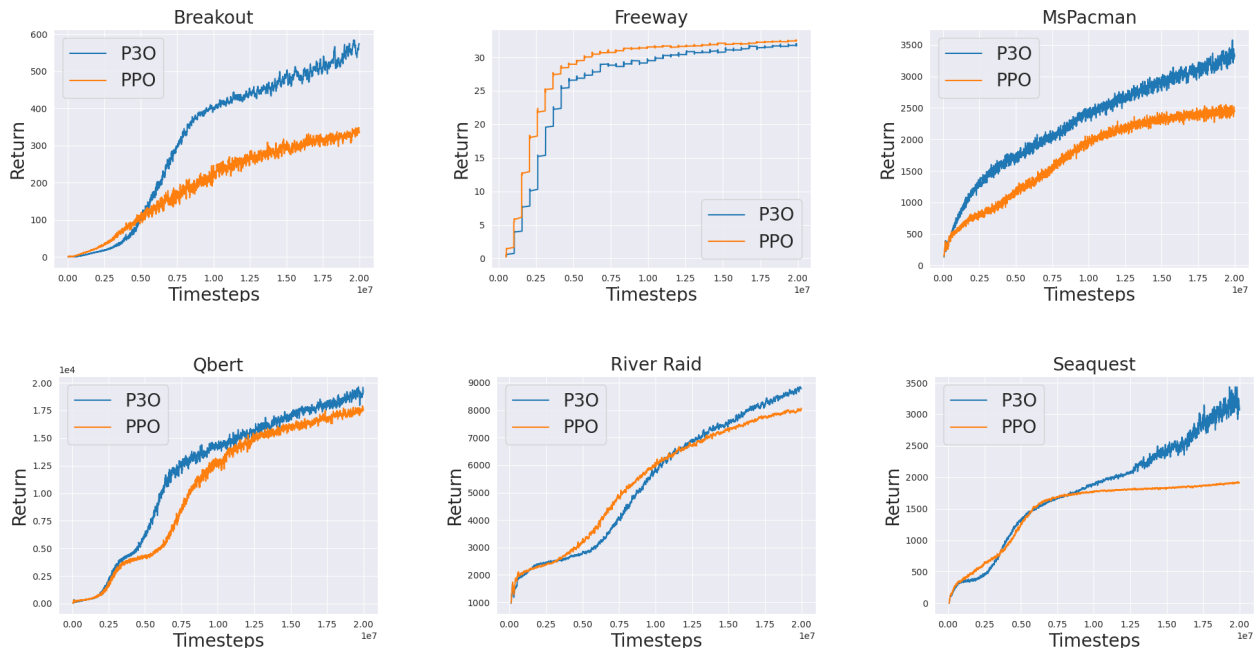 Breakout
600
500
400
300
200
100
0
Return
P3O
PPO
0.00 0.25 0.50 0.75 1.00 1.25 1.50 1.75 2.00
1e7
Timesteps
Freeway
30
25
20
15
10
5
0
Return
P3O
PPO
0.00 0.25 0.50 0.75 1.00 1.25 1.50 1.75 2.00
1e7
Timesteps
MsPacman
3500
3000
2500
2000
1500
1000
500
0
Return
P3O
PPO
0.00 0.25 0.50 0.75 1.00 1.25 1.50 1.75 2.00
1e7
Timesteps
Qbert
1e4
2.00
1.75
1.50
1.25
1.00
0.75
0.50
0.25
0.00
Return
P3O
PPO
0.00 0.25 0.50 0.75 1.00 1.25 1.50 1.75 2.00
1e7
Timesteps
River Raid
9000
8000
7000
6000
5000
4000
3000
2000
1000
Return
P3O
PPO
0.00 0.25 0.50 0.75 1.00 1.25 1.50 1.75 2.00
1e7
Timesteps
Seaquest
3500
3000
2500
2000
1500
1000
500
0
Return
P3O
PPO
0.00 0.25 0.50 0.75 1.00 1.25 1.50 1.75 2.00
1e7
Timesteps